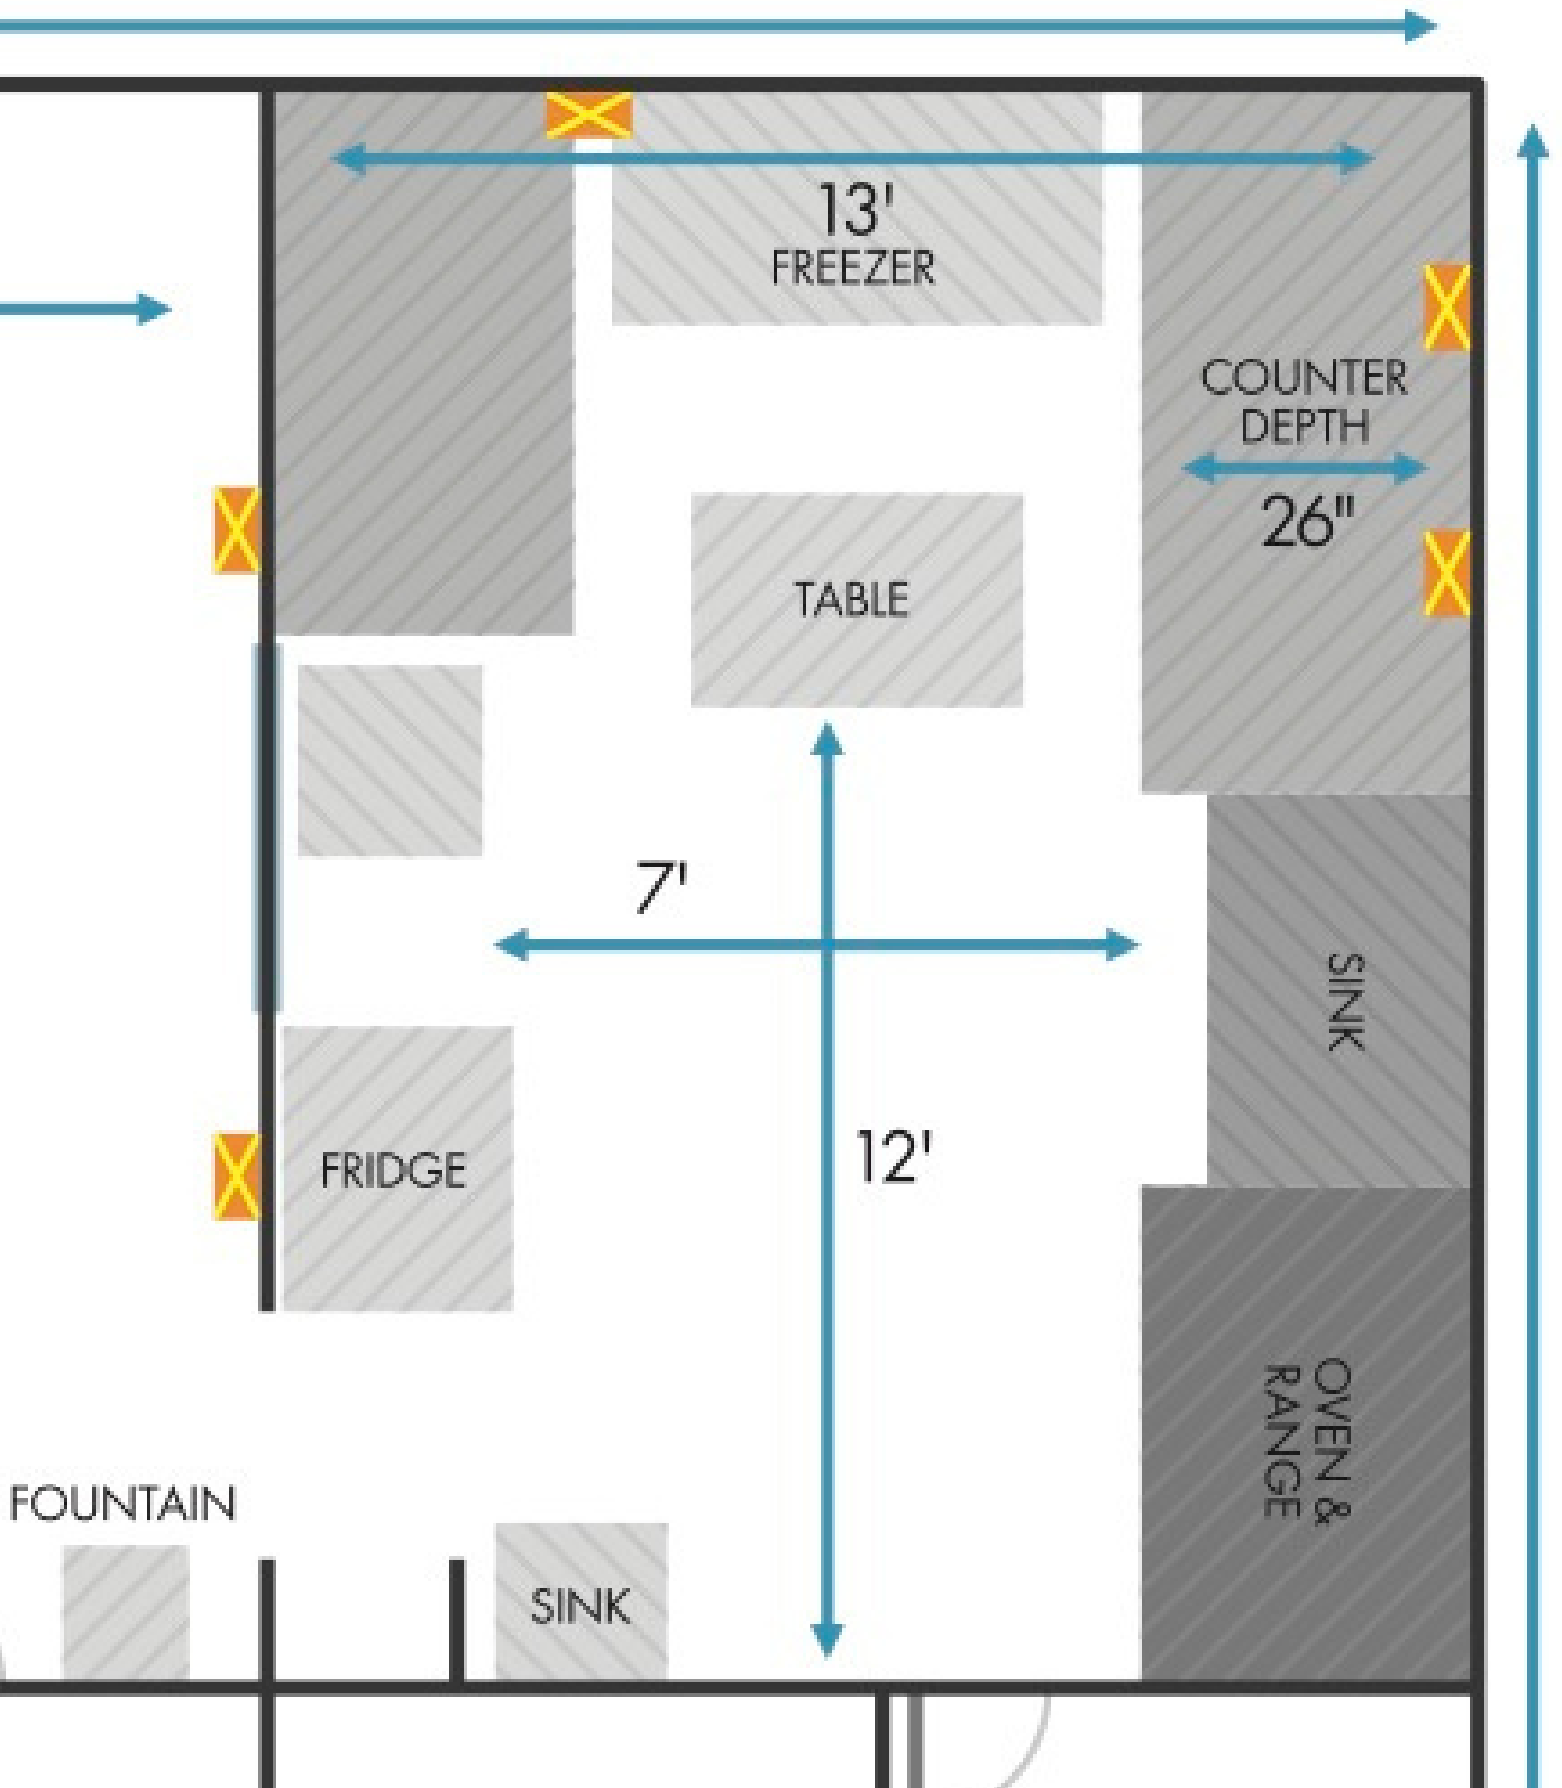 13'
FREEZER
COUNTER
DEPTH
26"
TABLE
7'
SINK
12'
FRIDGE
OVEN &
RANGE
FOUNTAIN
SINK